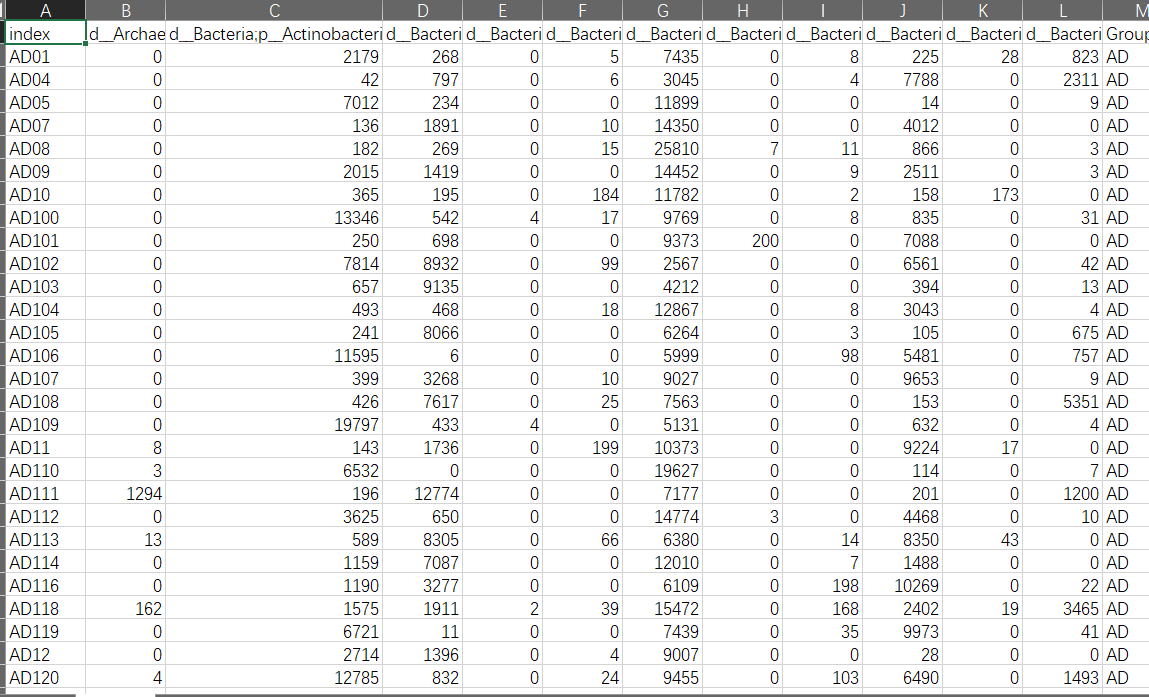 A B C D E F G H I J K L M
index d__Archae d__Bacteria;p__Actinobacteri d__Bacteri d__Bacteri d__Bacteri d__Bacteri d__Bacteri d__Bacteri d__Bacteri d__Bacteri d__Bacteri Group
AD01 0 2179 268 0 5 7435 0 8 225 28 823 AD
AD04 0 42 797 0 6 3045 0 4 7788 0 2311 AD
AD05 0 7012 234 0 0 11899 0 0 14 0 9 AD
AD07 0 136 1891 0 10 14350 0 0 4012 0 0 AD
AD08 0 182 269 0 15 25810 7 11 866 0 3 AD
AD09 0 2015 1419 0 0 14452 0 9 2511 0 3 AD
AD10 0 365 195 0 184 11782 0 2 158 173 0 AD
AD100 0 13346 542 4 17 9769 0 8 835 0 31 AD
AD101 0 250 698 0 0 9373 200 0 7088 0 0 AD
AD102 0 7814 8932 0 99 2567 0 0 6561 0 42 AD
AD103 0 657 9135 0 0 4212 0 0 394 0 13 AD
AD104 0 493 468 0 18 12867 0 8 3043 0 4 AD
AD105 0 241 8066 0 0 6264 0 3 105 0 675 AD
AD106 0 11595 6 0 0 5999 0 98 5481 0 757 AD
AD107 0 399 3268 0 10 9027 0 0 9653 0 9 AD
AD108 0 426 7617 0 25 7563 0 0 153 0 5351 AD
AD109 0 19797 433 4 0 5131 0 0 632 0 4 AD
AD11 8 143 1736 0 199 10373 0 0 9224 17 0 AD
AD110 3 6532 0 0 0 19627 0 0 114 0 7 AD
AD111 1294 196 12774 0 0 7177 0 0 201 0 1200 AD
AD112 0 3625 650 0 0 14774 3 0 4468 0 10 AD
AD113 13 589 8305 0 66 6380 0 14 8350 43 0 AD
AD114 0 1159 7087 0 0 12010 0 7 1488 0 0 AD
AD116 0 1190 3277 0 0 6109 0 198 10269 0 22 AD
AD118 162 1575 1911 2 39 15472 0 168 2402 19 3465 AD
AD119 0 6721 11 0 0 7439 0 35 9973 0 41 AD
AD12 0 2714 1396 0 4 9007 0 0 28 0 0 AD
AD120 4 12785 832 0 24 9455 0 103 6490 0 1493 AD